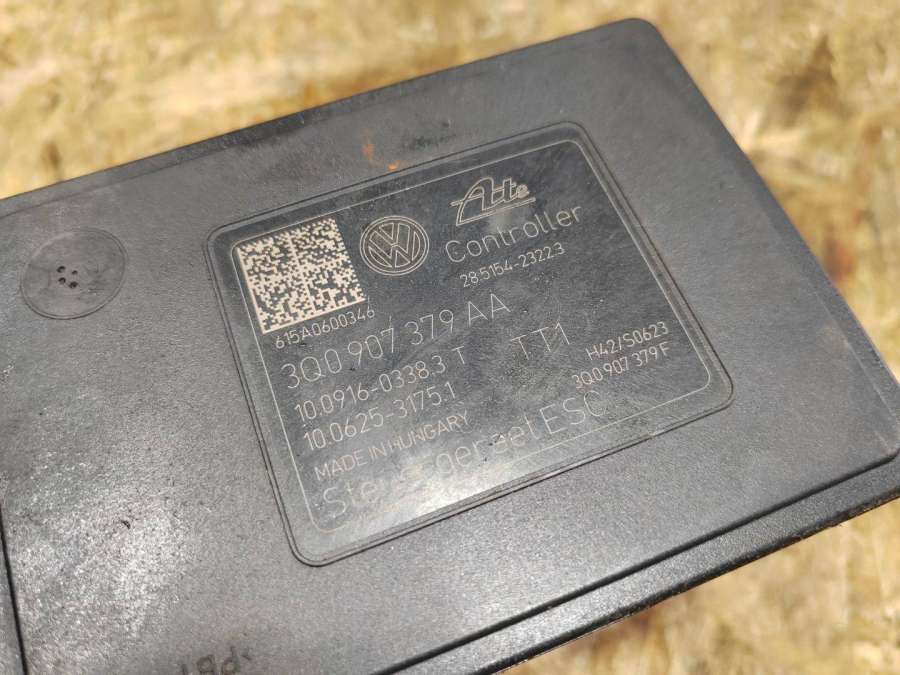 Ate
Controller
28.5154-2322.3
615A0600346
3Q0 907 379 AA
10.0916-0338.3 T
TT1
H42/S0623
10.0625-3175.1
3Q0 907 379 F
MADE IN HUNGARY
Steuergeraet ESC